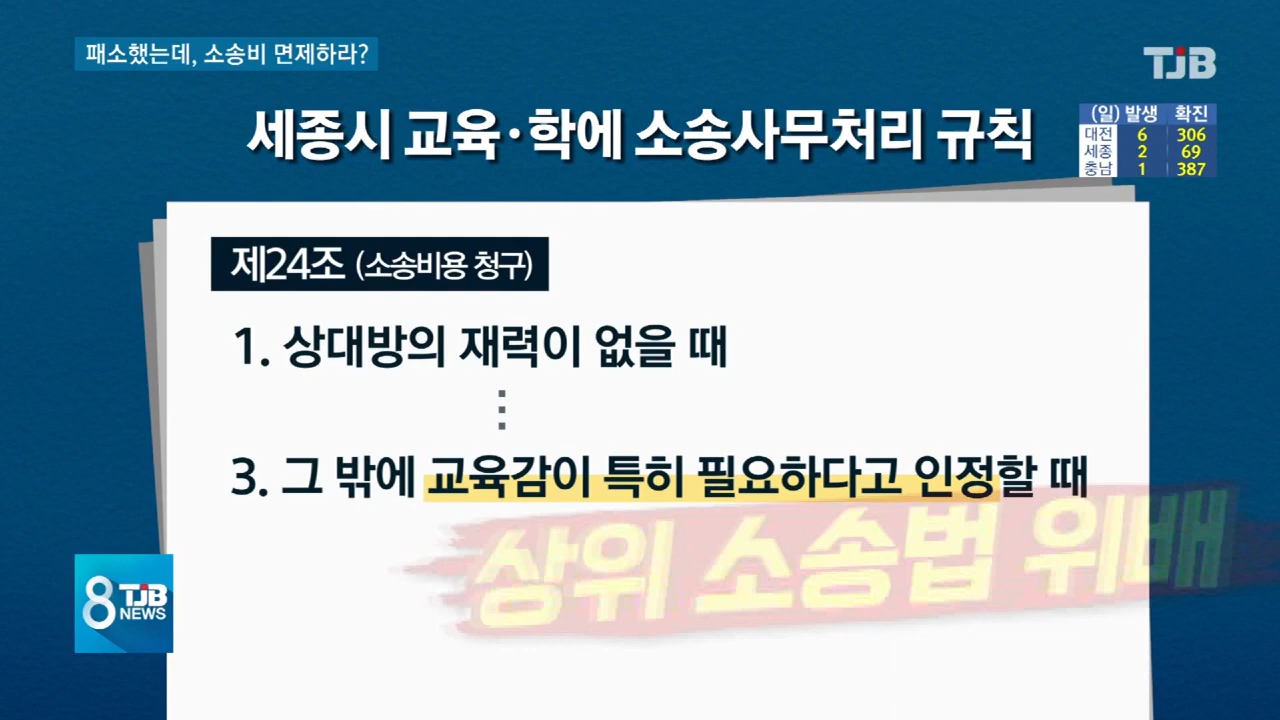 패소했는데, 소송비 면제하라?
TJB
세종시 교육·학에 소송사무처리 규칙
(일) 발생 확진
대전 6 306
세종 2 69
충남 1 387
제24조 (소송비용 청구)
1. 상대방의 재력이 없을 때
⋮
3. 그 밖에 교육감이 특히 필요하다고 인정할 때
상위 소송법 위배
8 TJB NEWS